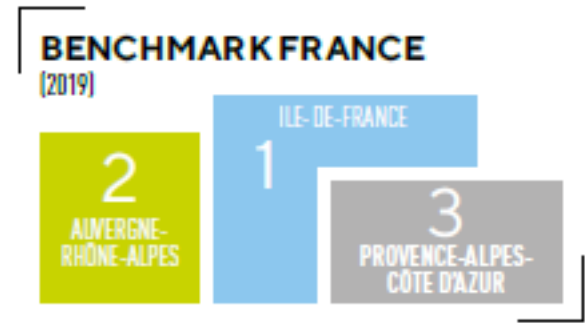 BENCHMARK FRANCE
(2019)
ILE-DE-FRANCE
1
2
AUVERGNE-
RHÔNE-ALPES
3
PROVENCE-ALPES-
CÔTE D'AZUR